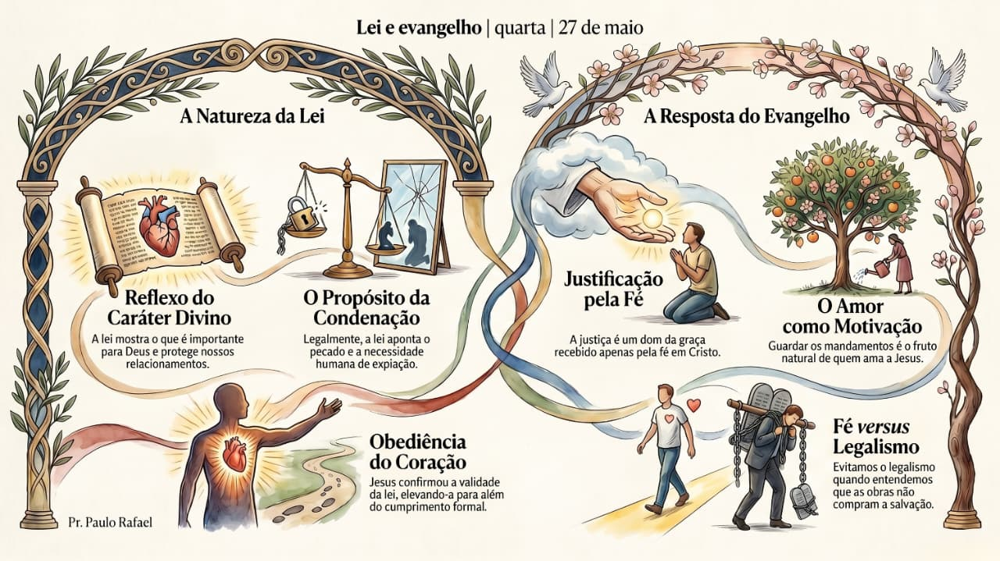 Lei e evangelho | quarta | 27 de maio
A Natureza da Lei
Reflexo do
Caráter Divino
A lei mostra o que é importante
para Deus e protege nossos
relacionamentos.
O Propósito da
Condenação
Legalmente, a lei aponta o
pecado e a necessidade
humana de expiação.
Obediência
do Coração
Jesus confirmou a validade
da lei, elevando-a para além
do cumprimento formal.
Pr. Paulo Rafael
A Resposta do Evangelho
Justificação
pela Fé
A justiça é um dom da graça
recebido apenas pela fé em Cristo.
O Amor
como Motivação
Guardar os mandamentos é o fruto
natural de quem ama a Jesus.
Fé versus
Legalismo
Evitamos o legalismo
quando entendemos
que as obras não
compram a salvação.